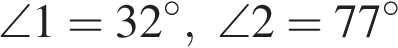 ∠1 = 32°, ∠2 = 77°